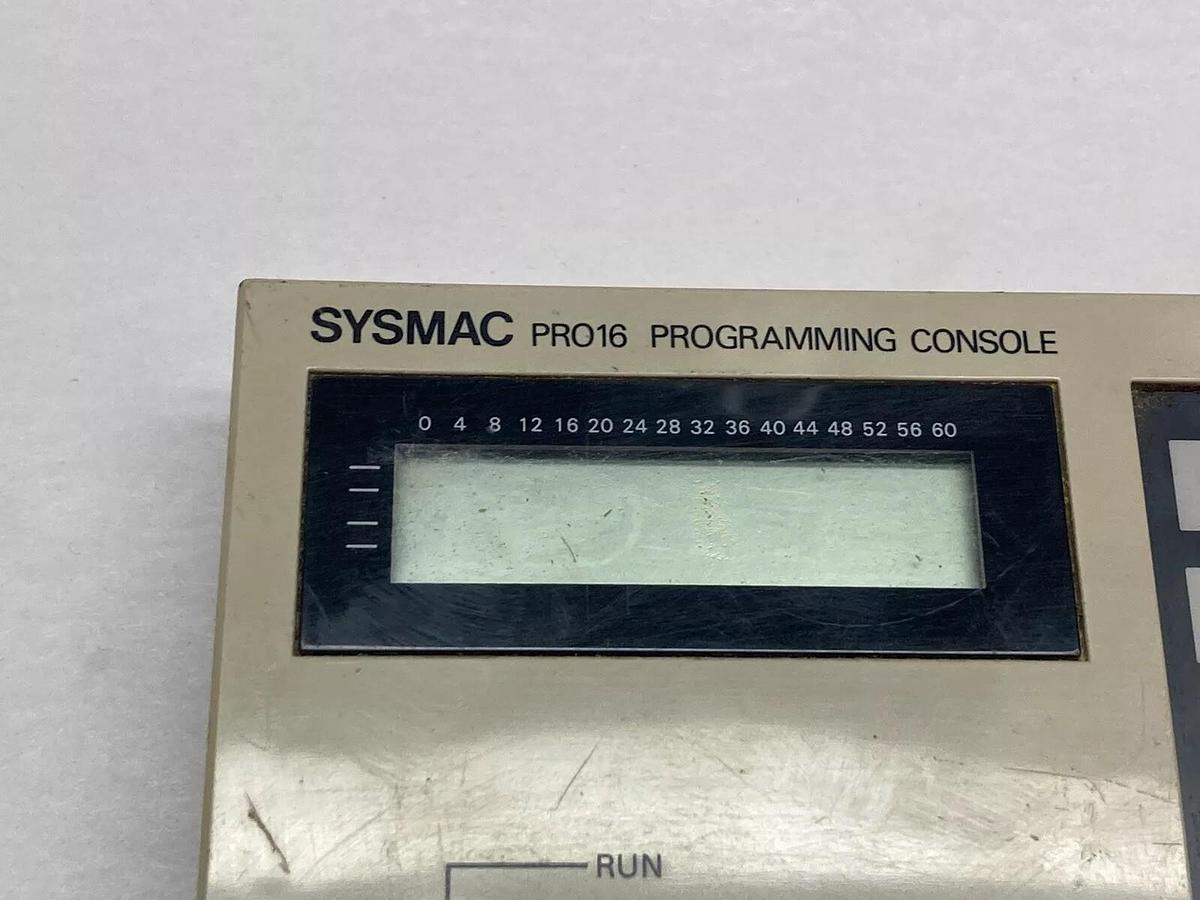 SYSMAC PRO16 PROGRAMMING CONSOLE
0 4 8 12 16 20 24 28 32 36 40 44 48 52 56 60
RUN